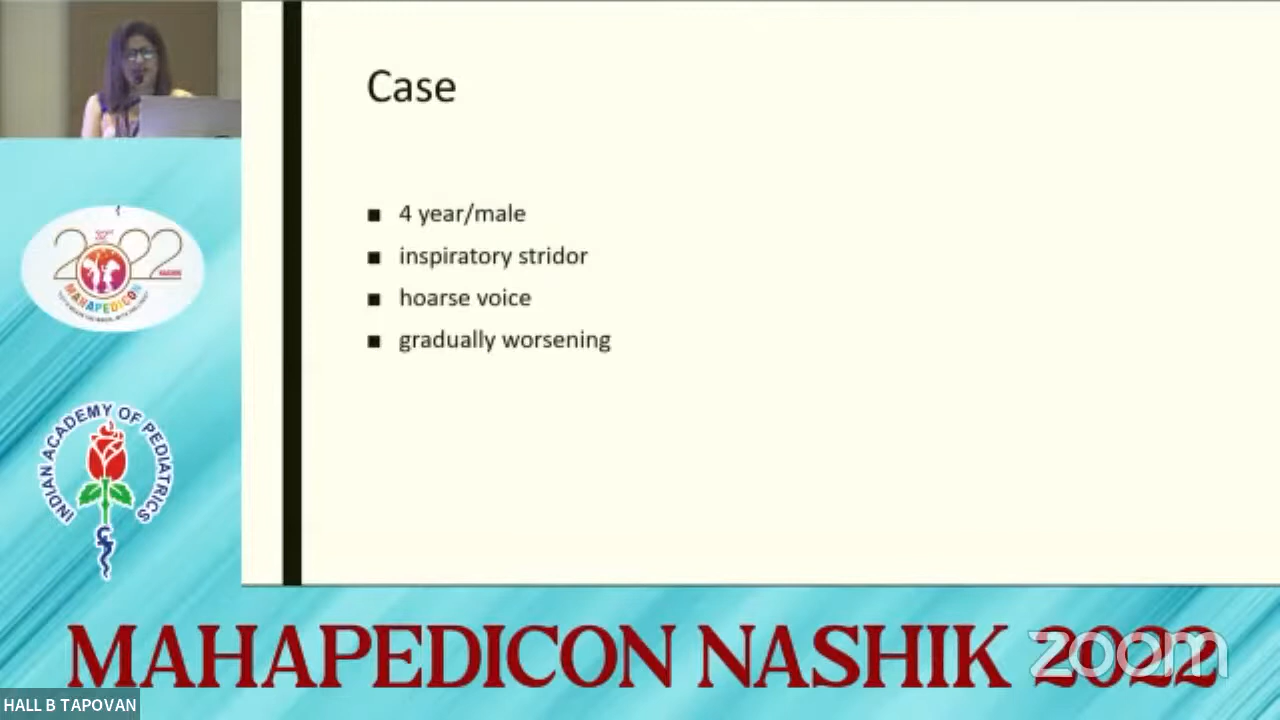 Case
4 year/male
inspiratory stridor
hoarse voice
gradually worsening
2022
NASHIK
MAHAPEDICON
INDIAN ACADEMY OF PEDIATRICS
MAHAPEDICON NASHIK 2022
zoom
HALL B TAPOVAN